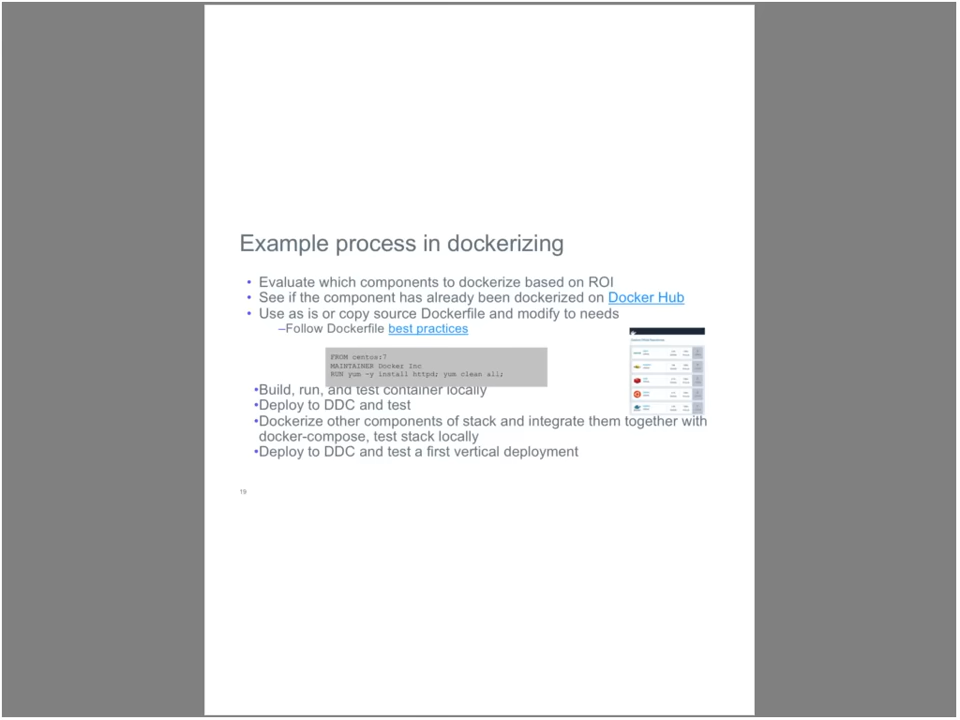 Example process in dockerizing
• Evaluate which components to dockerize based on ROI
• See if the component has already been dockerized on Docker Hub
• Use as is or copy source Dockerfile and modify to needs
–Follow Dockerfile best practices
FROM centos:7
MAINTAINER Docker Inc
RUN yum -y install httpd; yum clean all;
•Build, run, and test container locally
•Deploy to DDC and test
•Dockerize other components of stack and integrate them together with
docker-compose, test stack locally
•Deploy to DDC and test a first vertical deployment
19